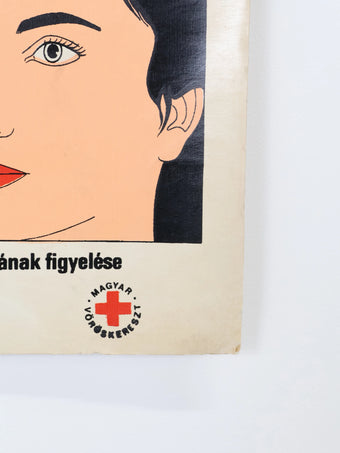 ának figyelése
· MAGYAR ·
VÖRÖSKERESZT